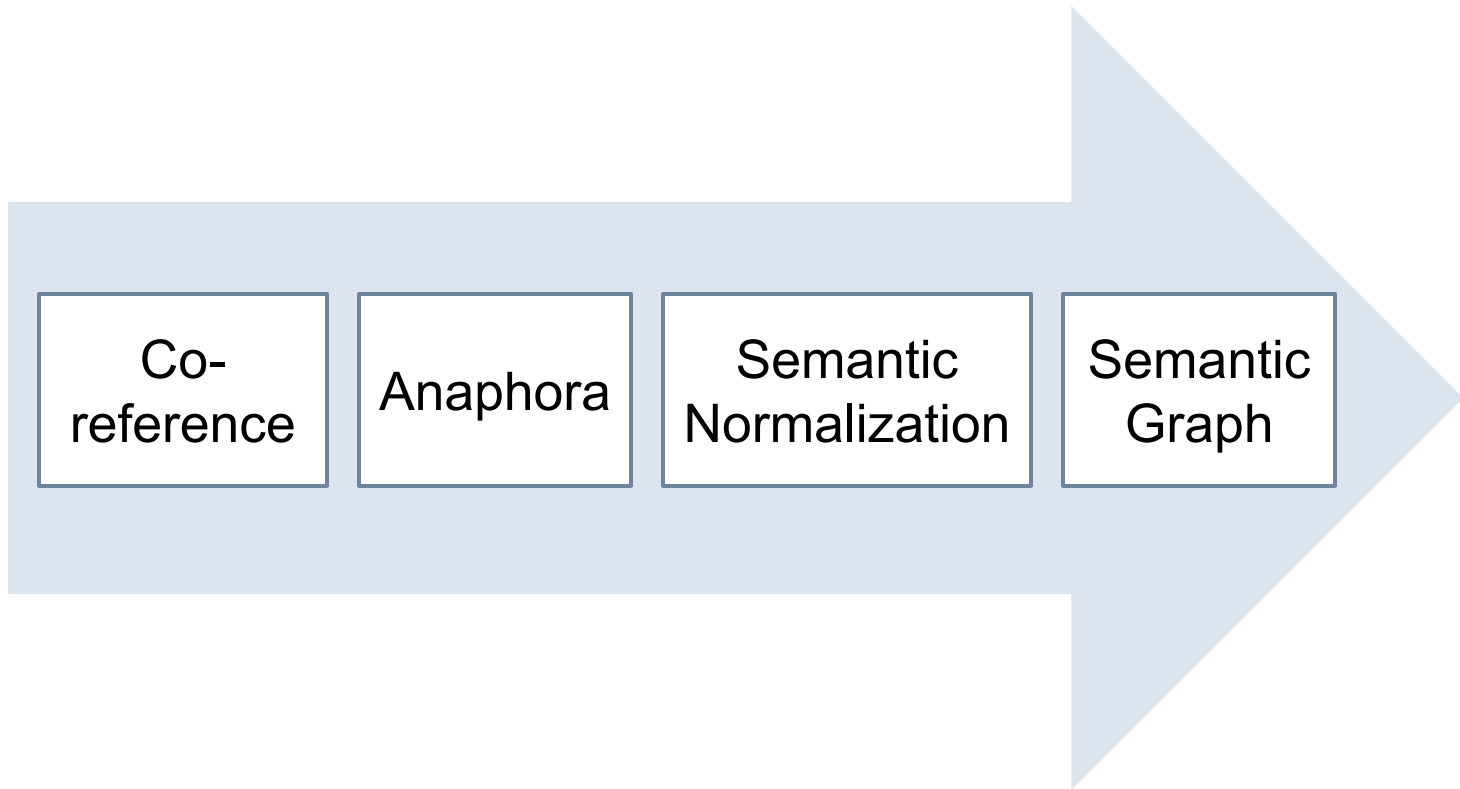 Co-
reference
Anaphora
Semantic
Normalization
Semantic
Graph